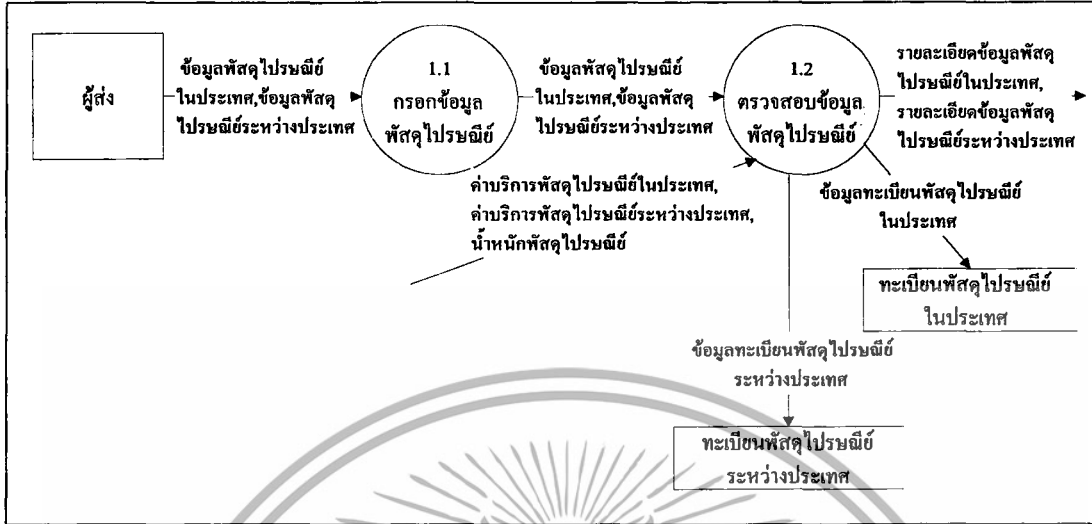 ผู้ส่ง
ข้อมูลพัสดุไปรษณีย์
ในประเทศ,ข้อมูลพัสดุ
ไปรษณีย์ระหว่างประเทศ
1.1
กรอกข้อมูล
พัสดุไปรษณีย์
ข้อมูลพัสดุไปรษณีย์
ในประเทศ,ข้อมูลพัสดุ
ไปรษณีย์ระหว่างประเทศ
1.2
ตรวจสอบข้อมูล
พัสดุไปรษณีย์
รายละเอียดข้อมูลพัสดุ
ไปรษณีย์ในประเทศ,
รายละเอียดข้อมูลพัสดุ
ไปรษณีย์ระหว่างประเทศ
ค่าบริการพัสดุไปรษณีย์ในประเทศ,
ค่าบริการพัสดุไปรษณีย์ระหว่างประเทศ,
น้ำหนักพัสดุไปรษณีย์
ข้อมูลทะเบียนพัสดุไปรษณีย์
ในประเทศ
ทะเบียนพัสดุไปรษณีย์
ในประเทศ
ข้อมูลทะเบียนพัสดุไปรษณีย์
ระหว่างประเทศ
ทะเบียนพัสดุไปรษณีย์
ระหว่างประเทศ